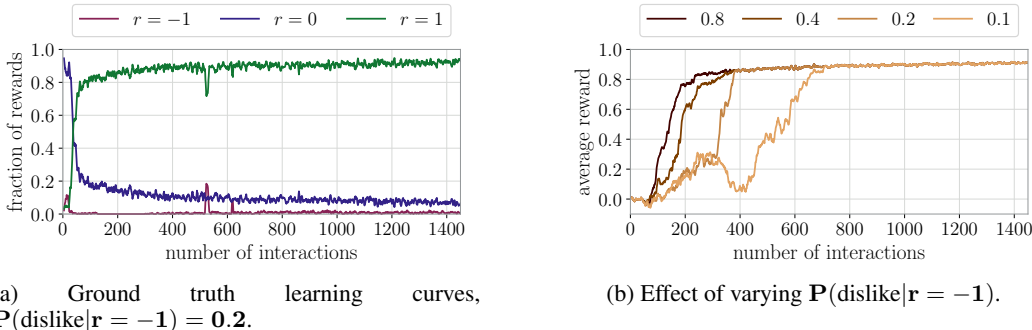 r = −1 r = 0 r = 1
fraction of rewards
1.0
0.8
0.6
0.4
0.2
0.0
0 200 400 600 800 1000 1200 1400
number of interactions
a) Ground truth learning curves,
P(dislike|r = −1) = 0.2.
0.8 0.4 0.2 0.1
average reward
1.0
0.8
0.6
0.4
0.2
0.0
0 200 400 600 800 1000 1200 1400
number of interactions
(b) Effect of varying P(dislike|r = −1).